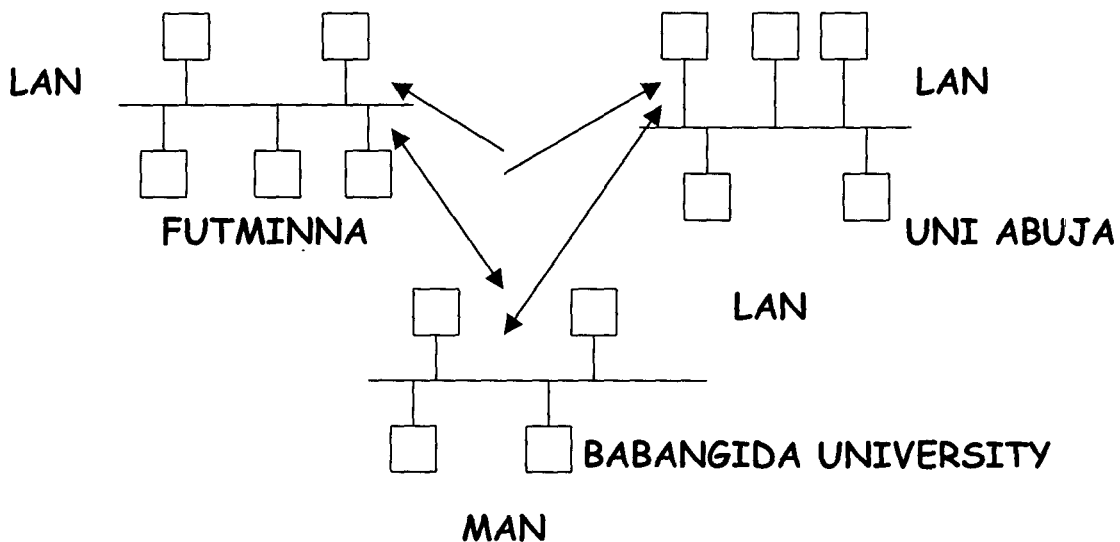 LAN
LAN
FUTMINNA
UNI ABUJA
LAN
BABANGIDA UNIVERSITY
MAN